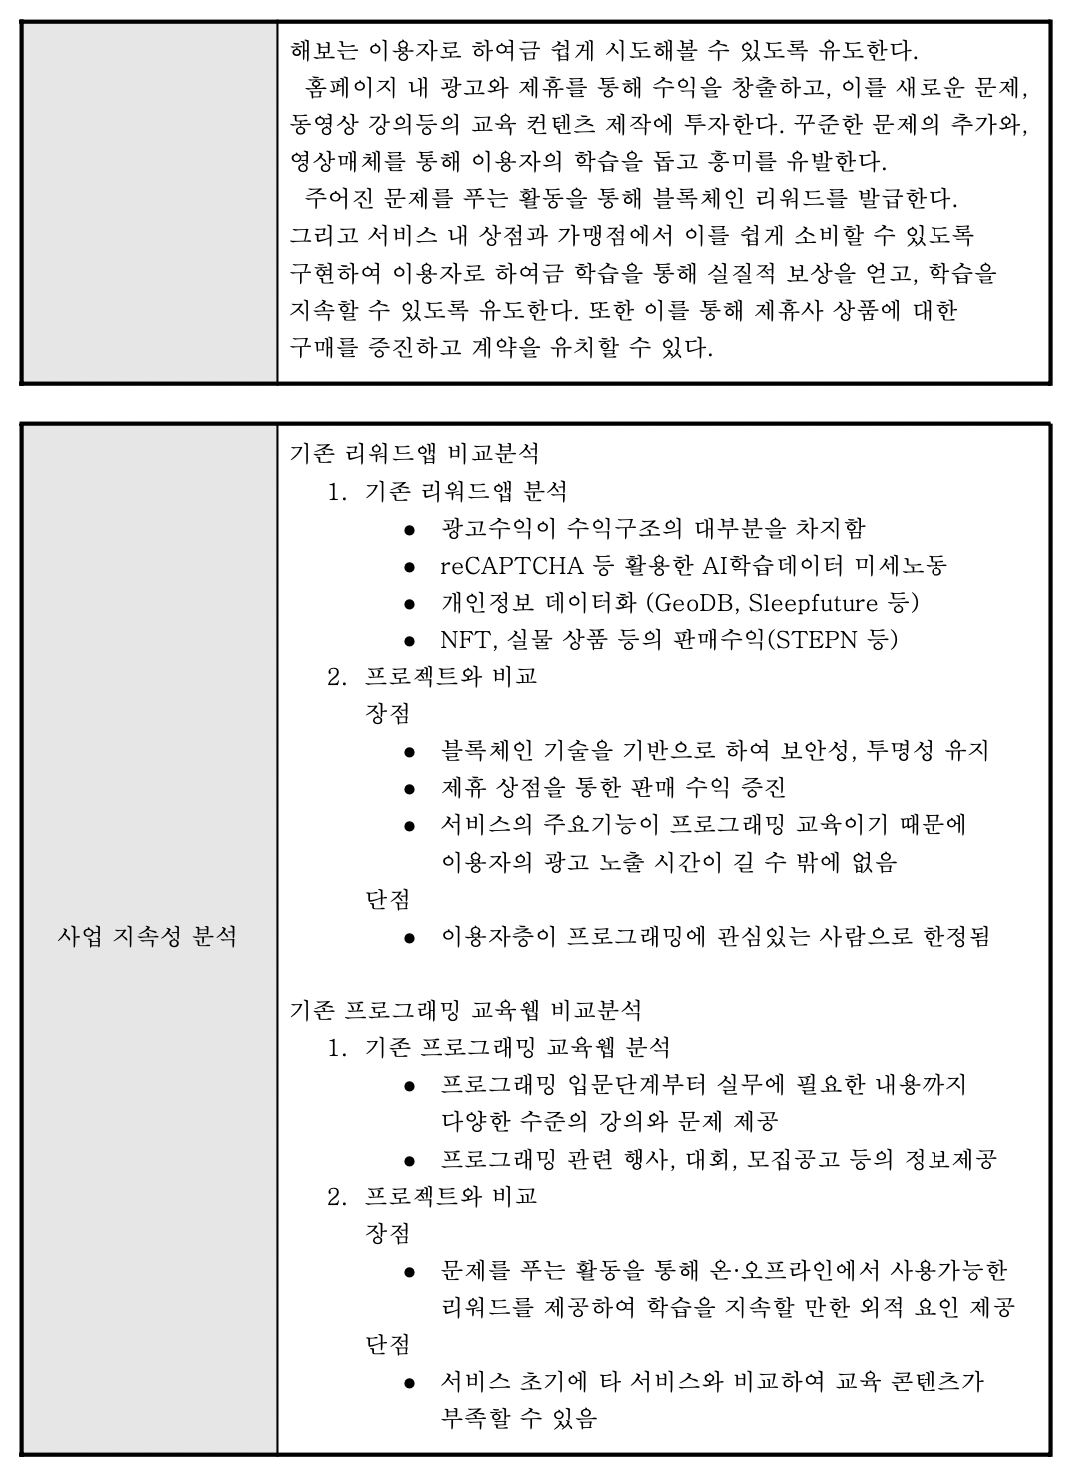 해보는 이용자로 하여금 쉽게 시도해볼 수 있도록 유도한다.
홈페이지 내 광고와 제휴를 통해 수익을 창출하고, 이를 새로운 문제,
동영상 강의등의 교육 컨텐츠 제작에 투자한다. 꾸준한 문제의 추가와,
영상매체를 통해 이용자의 학습을 돕고 흥미를 유발한다.
주어진 문제를 푸는 활동을 통해 블록체인 리워드를 발급한다.
그리고 서비스 내 상점과 가맹점에서 이를 쉽게 소비할 수 있도록
구현하여 이용자로 하여금 학습을 통해 실질적 보상을 얻고, 학습을
지속할 수 있도록 유도한다. 또한 이를 통해 제휴사 상품에 대한
구매를 증진하고 계약을 유치할 수 있다.
사업 지속성 분석
기존 리워드앱 비교분석
1. 기존 리워드앱 분석
● 광고수익이 수익구조의 대부분을 차지함
● reCAPTCHA 등 활용한 AI학습데이터 미세노동
● 개인정보 데이터화 (GeoDB, Sleepfuture 등)
● NFT, 실물 상품 등의 판매수익(STEPN 등)
2. 프로젝트와 비교
장점
● 블록체인 기술을 기반으로 하여 보안성, 투명성 유지
● 제휴 상점을 통한 판매 수익 증진
● 서비스의 주요기능이 프로그래밍 교육이기 때문에
이용자의 광고 노출 시간이 길 수 밖에 없음
단점
● 이용자층이 프로그래밍에 관심있는 사람으로 한정됨
기존 프로그래밍 교육웹 비교분석
1. 기존 프로그래밍 교육웹 분석
● 프로그래밍 입문단계부터 실무에 필요한 내용까지
다양한 수준의 강의와 문제 제공
● 프로그래밍 관련 행사, 대회, 모집공고 등의 정보제공
2. 프로젝트와 비교
장점
● 문제를 푸는 활동을 통해 온·오프라인에서 사용가능한
리워드를 제공하여 학습을 지속할 만한 외적 요인 제공
단점
● 서비스 초기에 타 서비스와 비교하여 교육 콘텐츠가
부족할 수 있음